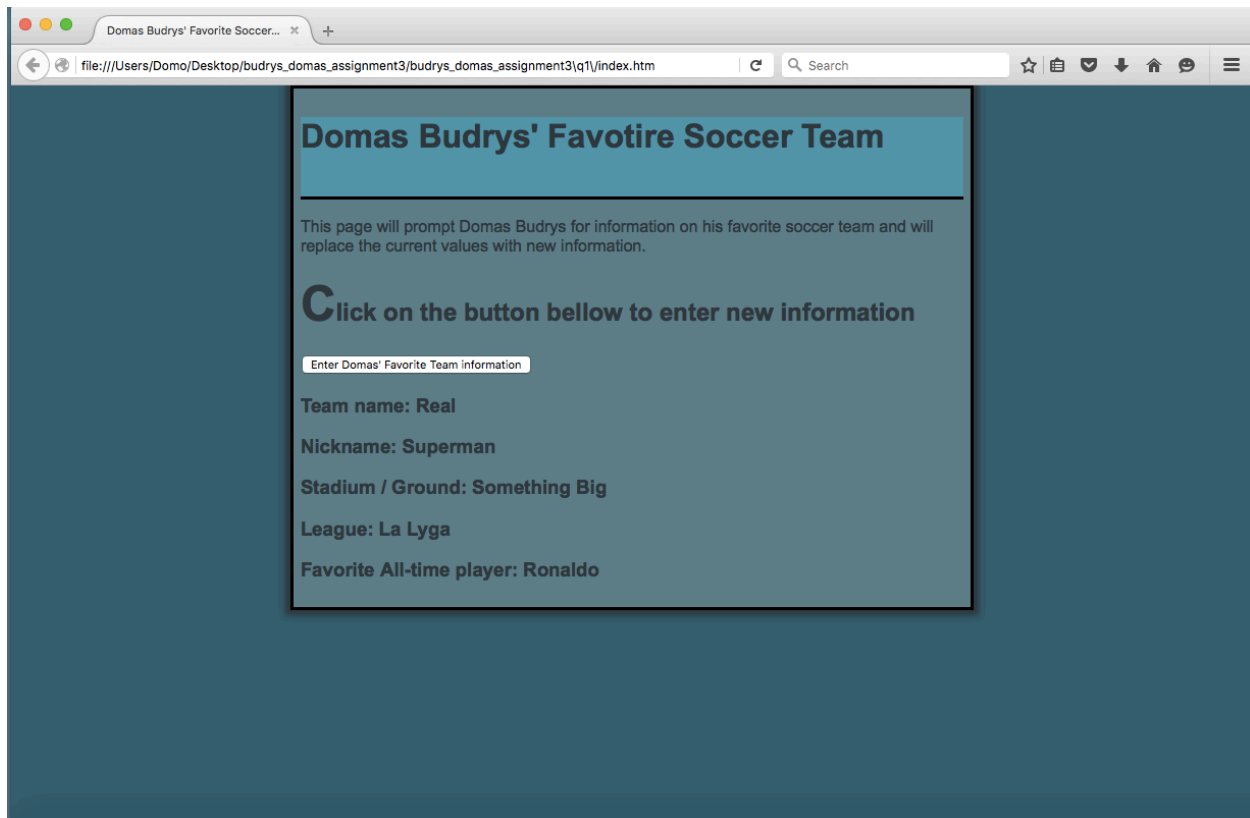 Domas Budrys' Favorite Soccer...
file:///Users/Domo/Desktop/budrys_domas_assignment3/budrys_domas_assignment3\q1\/index.htm
Search
Domas Budrys' Favotire Soccer Team
This page will prompt Domas Budrys for information on his favorite soccer team and will
replace the current values with new information.
Click on the button bellow to enter new information
Enter Domas' Favorite Team information
Team name: Real
Nickname: Superman
Stadium / Ground: Something Big
League: La Lyga
Favorite All-time player: Ronaldo